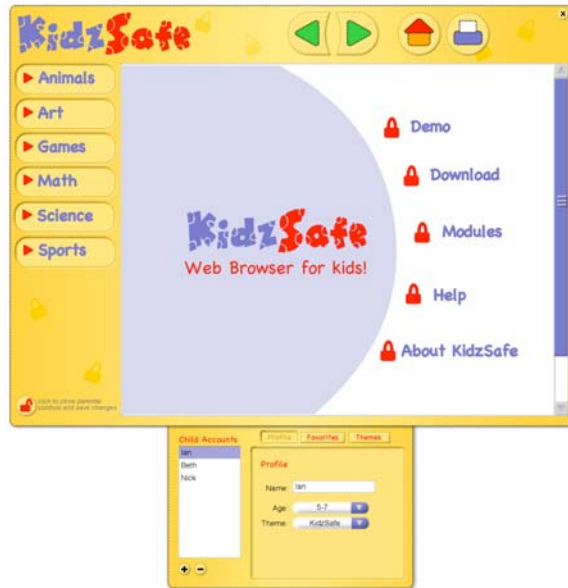 KidzSafe
x
Animals
Art
Games
Math
Science
Sports
Demo
Download
Modules
Help
About KidzSafe
KidzSafe
Web Browser for kids!
click to close parental
controls and save changes
Child Accounts
Ian
Beth
Nick
Profile Favorites Themes
Profile
Name: Ian
Age: 5-7
Theme: KidzSafe